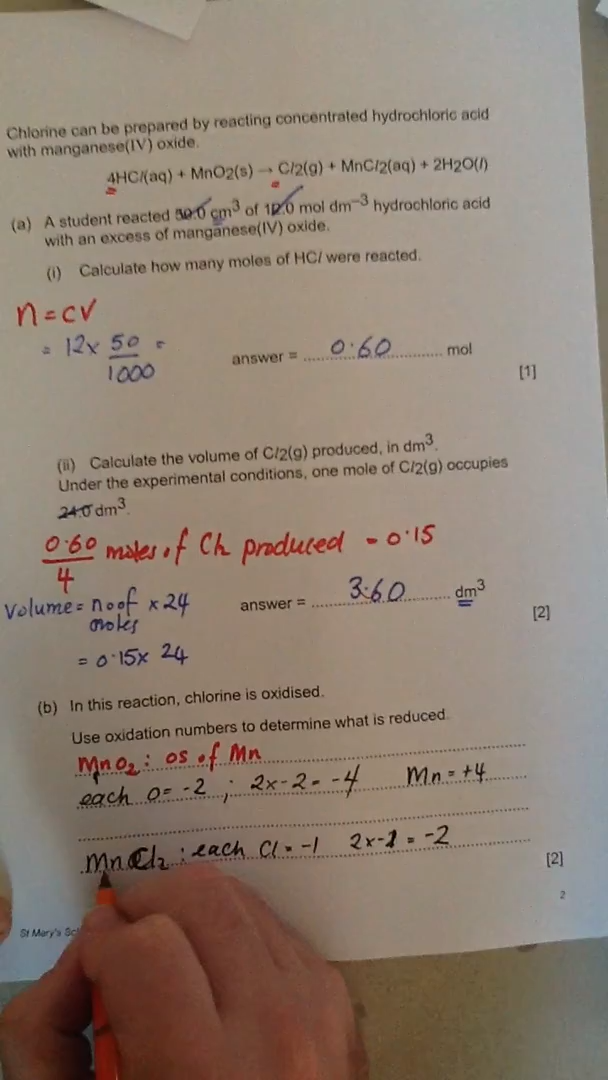 Chlorine can be prepared by reacting concentrated hydrochloric acid
with manganese(IV) oxide.
4HCl(aq) + MnO2(s) → Cl2(g) + MnCl2(aq) + 2H2O(l)
(a) A student reacted 50.0 cm³ of 12.0 mol dm⁻³ hydrochloric acid
with an excess of manganese(IV) oxide.
(i) Calculate how many moles of HCl were reacted.
n = cv
= 12 x 50/1000 =
answer = 0.60 mol
[1]
(ii) Calculate the volume of Cl2(g) produced, in dm³.
Under the experimental conditions, one mole of Cl2(g) occupies
24.0 dm³.
0.60/4 moles of Cl2 produced = 0.15
volume = no of moles x 24
answer = 3.60 dm³
[2]
= 0.15 x 24
(b) In this reaction, chlorine is oxidised.
Use oxidation numbers to determine what is reduced.
MnO2 : os of Mn
each O = -2 ; 2x-2 = -4 Mn = +4
MnCl2 : each Cl = -1 2x-1 = -2
[2]
2
St Mary's